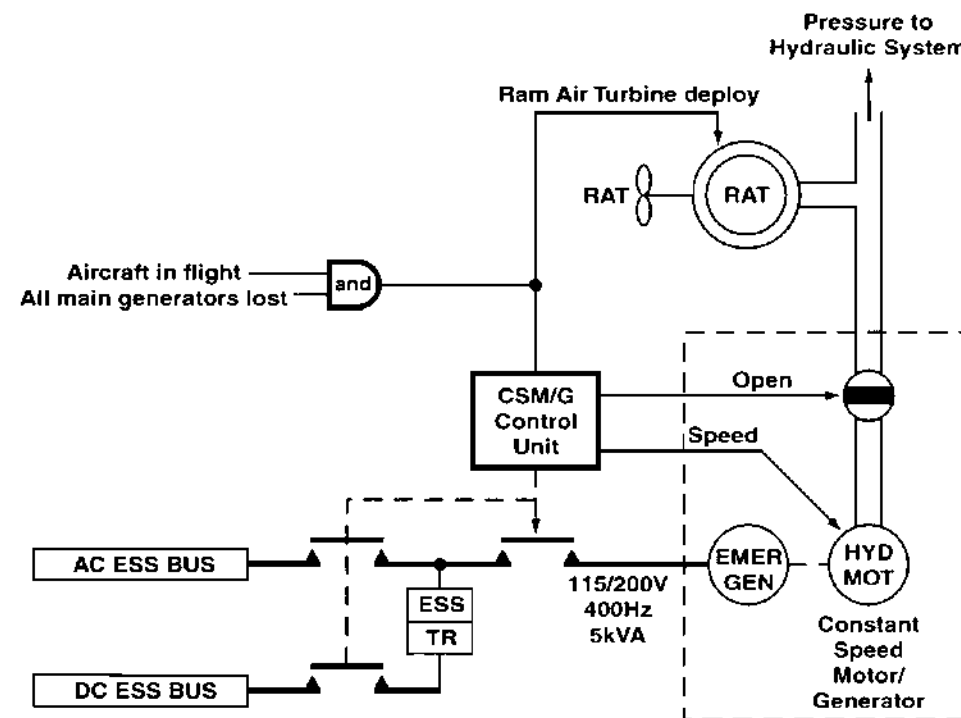 Pressure to
Hydraulic System
Ram Air Turbine deploy
RAT
RAT
Aircraft in flight
All main generators lost
and
CSM/G
Control
Unit
Open
Speed
AC ESS BUS
ESS
TR
115/200V
400Hz
5kVA
EMER
GEN
HYD
MOT
Constant
Speed
Motor/
Generator
DC ESS BUS